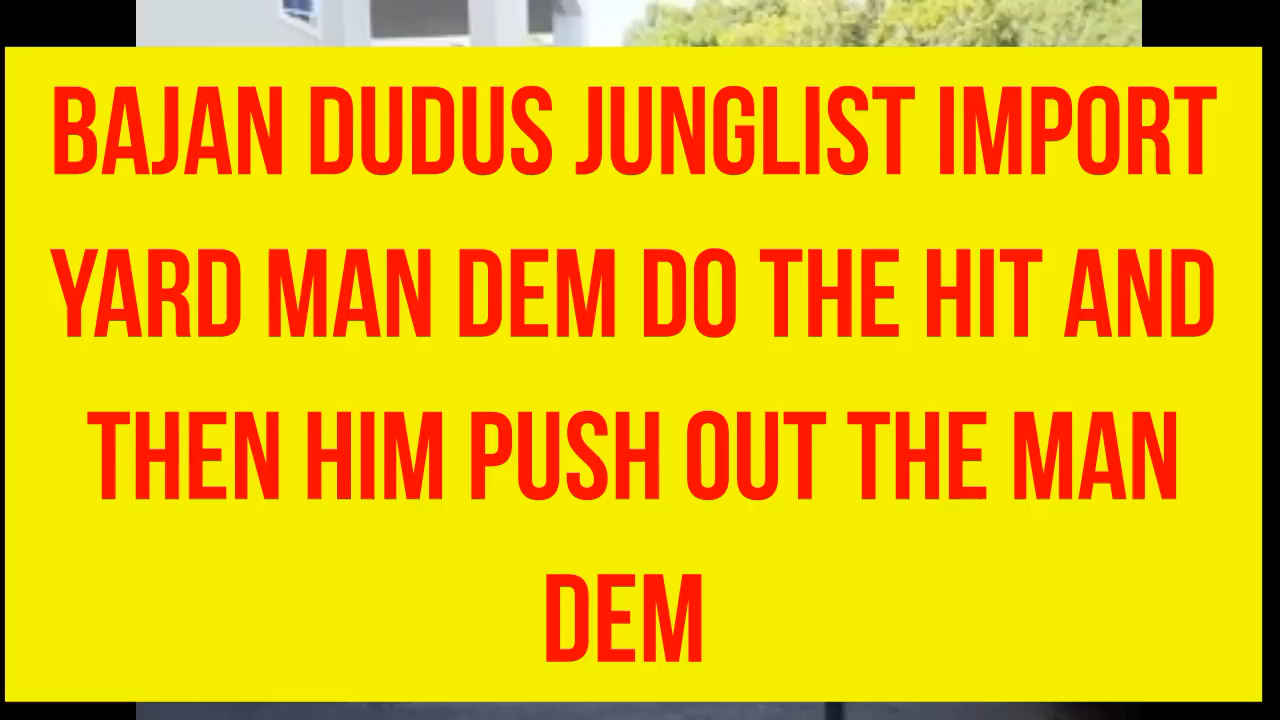 BAJAN DUDUS JUNGLIST IMPORT
YARD MAN DEM DO THE HIT AND
THEN HIM PUSH OUT THE MAN
DEM